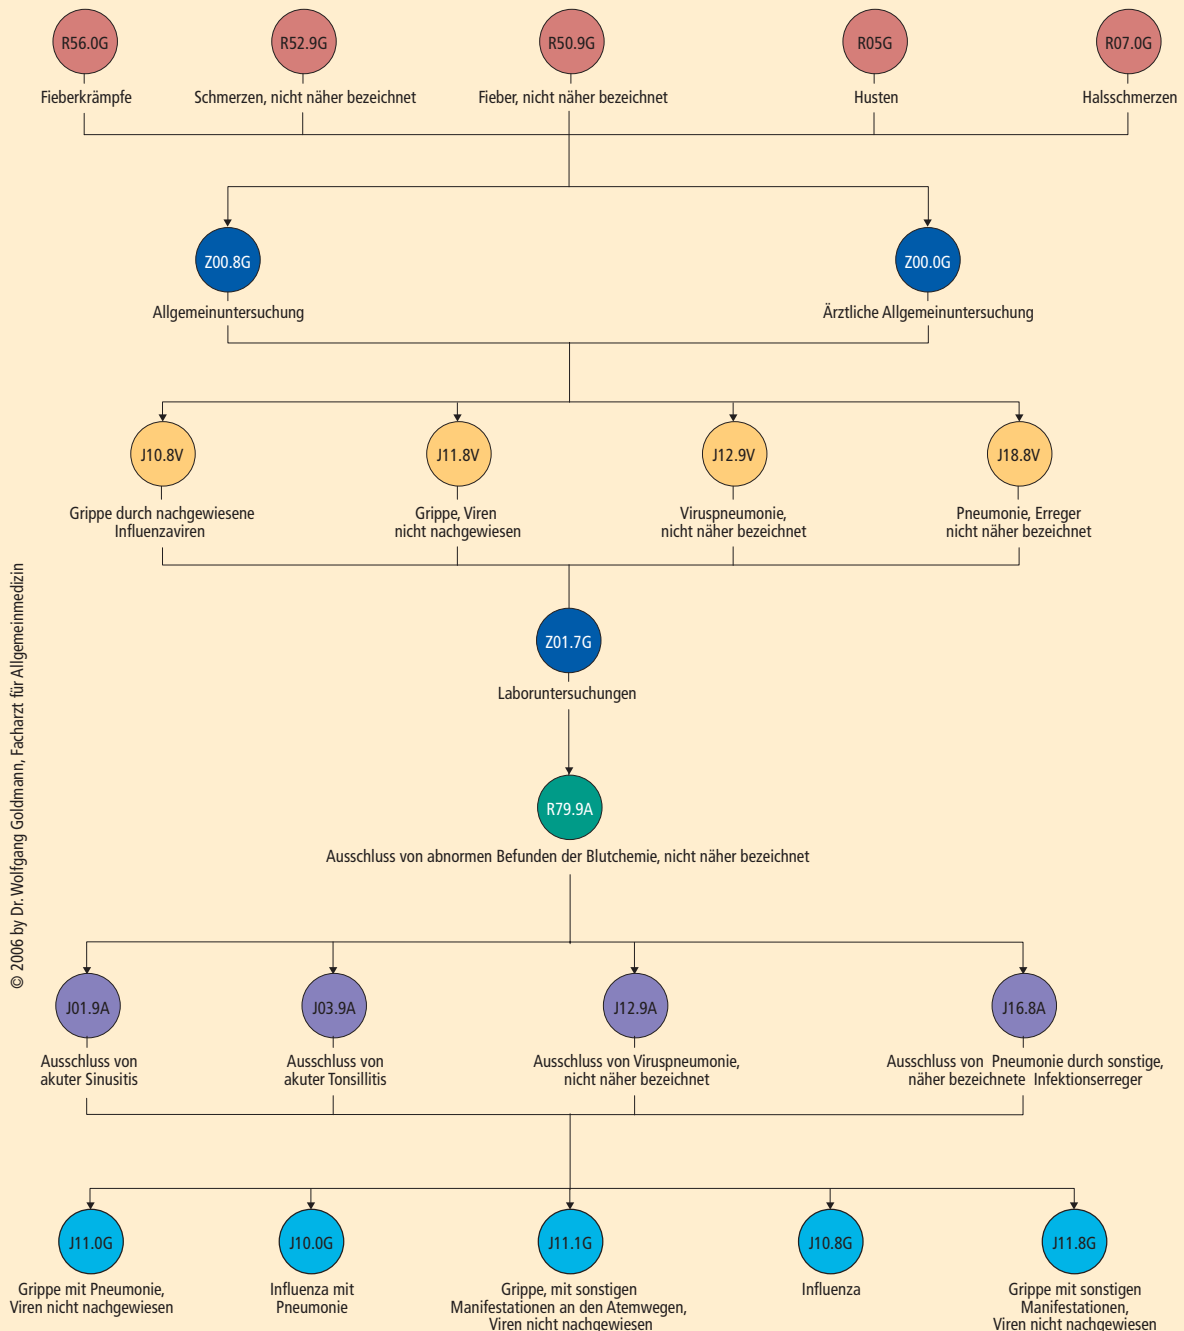 R56.0G
R52.9G
R50.9G
R05G
R07.0G
Fieberkrämpfe
Schmerzen, nicht näher bezeichnet
Fieber, nicht näher bezeichnet
Husten
Halsschmerzen
Z00.8G
Z00.0G
Allgemeinuntersuchung
Ärztliche Allgemeinuntersuchung
J10.8V
J11.8V
J12.9V
J18.8V
Grippe durch nachgewiesene
Influenzaviren
Grippe, Viren
nicht nachgewiesen
Viruspneumonie,
nicht näher bezeichnet
Pneumonie, Erreger
nicht näher bezeichnet
Z01.7G
Laboruntersuchungen
R79.9A
Ausschluss von abnormen Befunden der Blutchemie, nicht näher bezeichnet
J01.9A
J03.9A
J12.9A
J16.8A
Ausschluss von
akuter Sinusitis
Ausschluss von
akuter Tonsillitis
Ausschluss von Viruspneumonie,
nicht näher bezeichnet
Ausschluss von Pneumonie durch sonstige,
näher bezeichnete Infektionserreger
J11.0G
J10.0G
J11.1G
J10.8G
J11.8G
Grippe mit Pneumonie,
Viren nicht nachgewiesen
Influenza mit
Pneumonie
Grippe, mit sonstigen
Manifestationen an den Atemwegen,
Viren nicht nachgewiesen
Influenza
Grippe mit sonstigen
Manifestationen,
Viren nicht nachgewiesen
© 2006 by Dr. Wolfgang Goldmann, Facharzt für Allgemeinmedizin